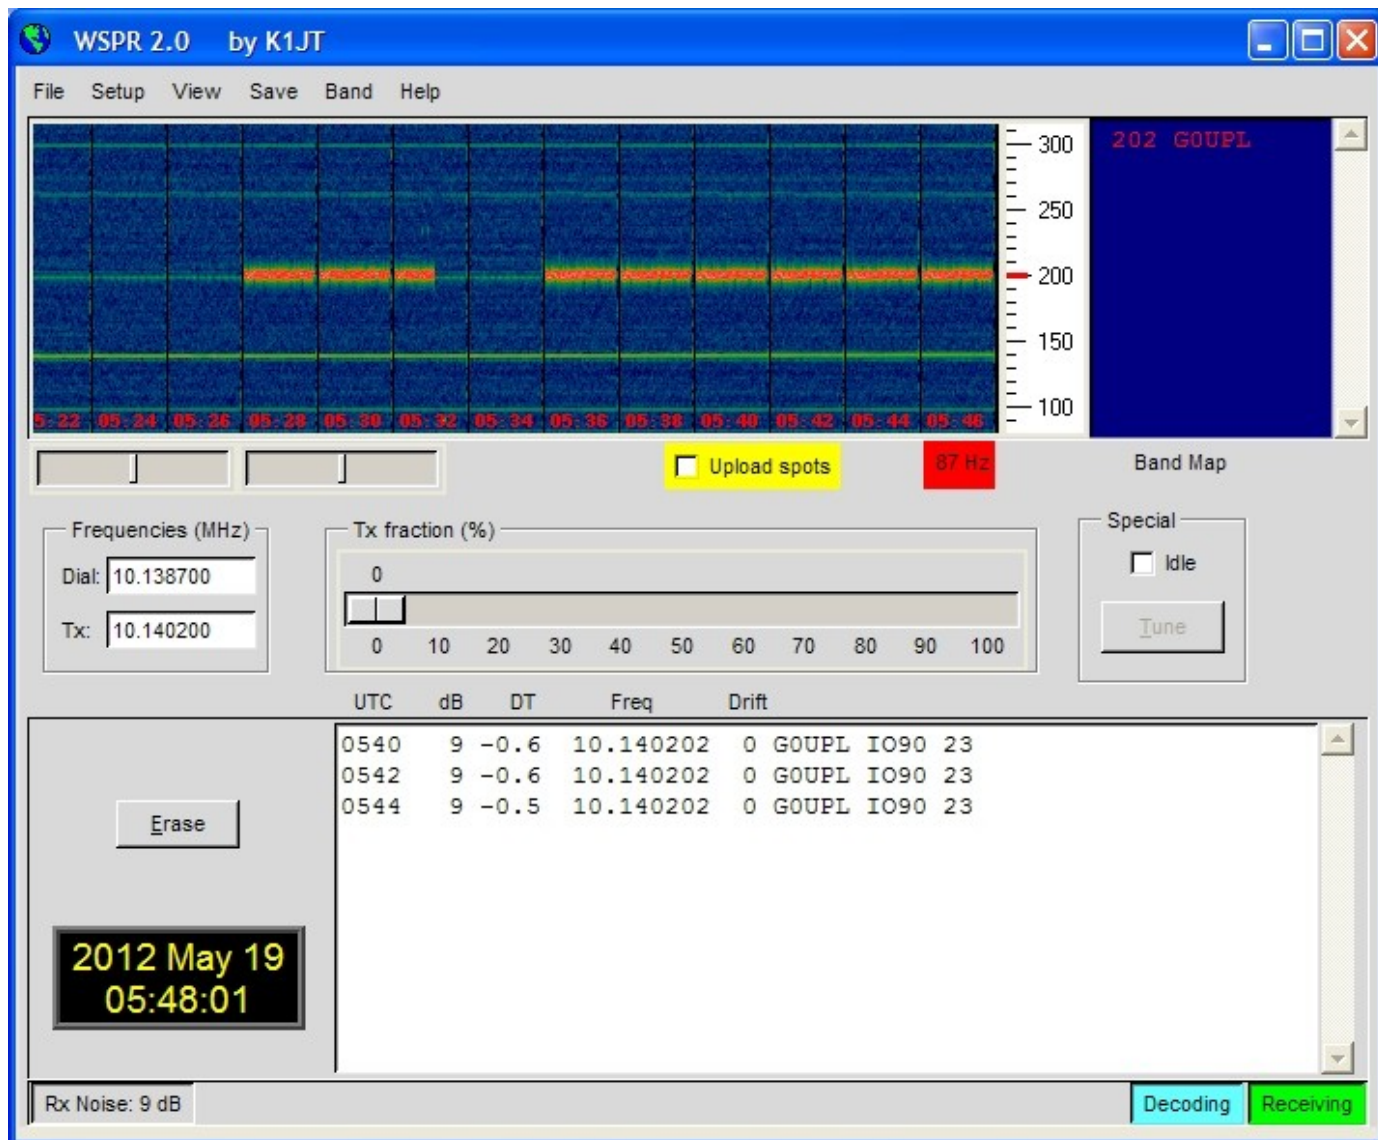 WSPR 2.0 by K1JT
File Setup View Save Band Help
300
250
200
150
100
202 G0UPL
5:22 05:24 05:26 05:28 05:30 05:32 05:34 05:36 05:38 05:40 05:42 05:44 05:46
Upload spots
87 Hz
Band Map
Frequencies (MHz)
Dial: 10.138700
Tx: 10.140200
Tx fraction (%)
0
0 10 20 30 40 50 60 70 80 90 100
Special
Idle
Tune
UTC dB DT Freq Drift
0540 9 -0.6 10.140202 0 G0UPL IO90 23
0542 9 -0.6 10.140202 0 G0UPL IO90 23
0544 9 -0.5 10.140202 0 G0UPL IO90 23
Erase
2012 May 19
05:48:01
Rx Noise: 9 dB
Decoding
Receiving